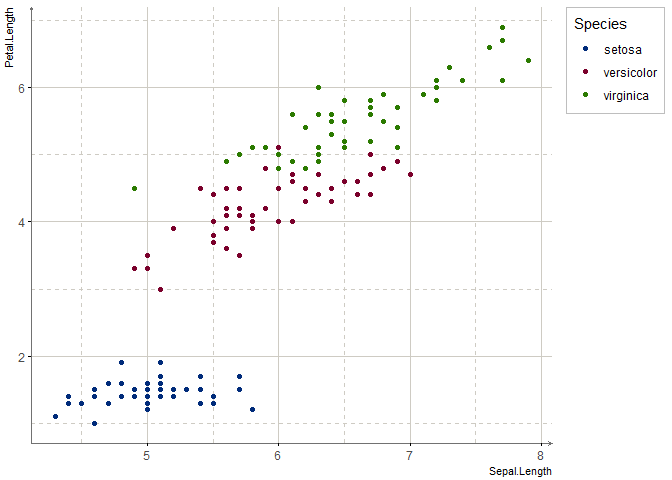 Petal.Length
6
4
2
5
6
7
8
Sepal.Length
Species
setosa
versicolor
virginica